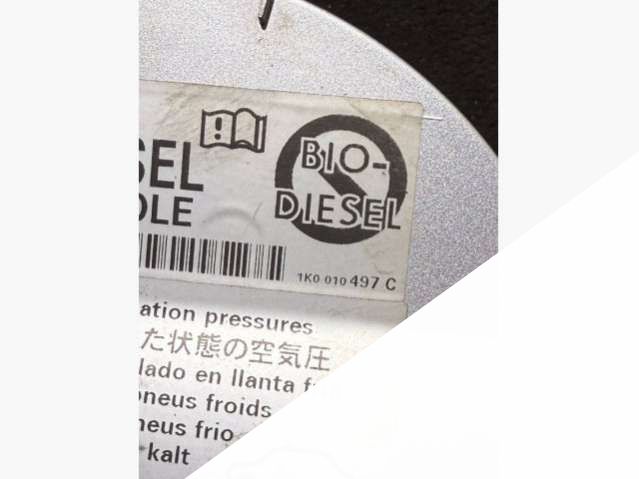 BIO-
DIESEL
SEL
OLE
1K0 010 497 C
ation pressures
た状態の空気圧
lado en llanta f
neus froids
neus frio
kalt